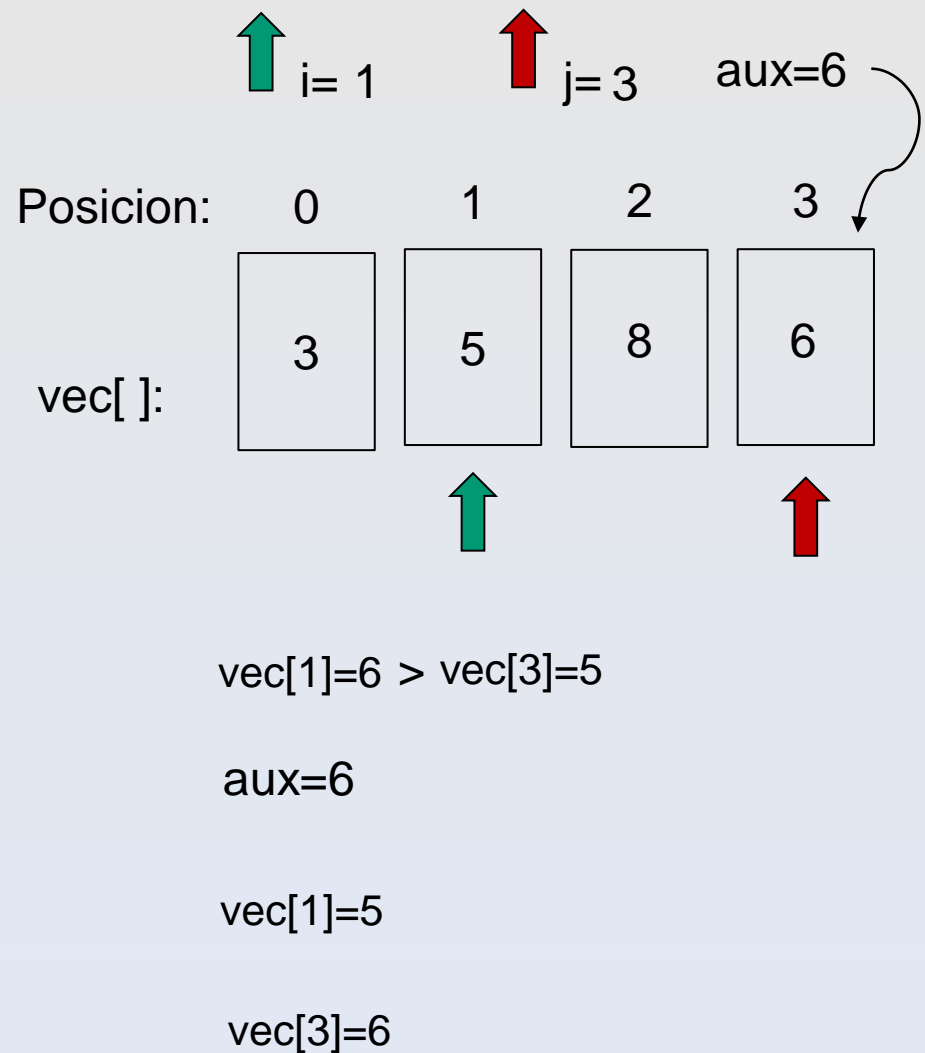 i= 1 j= 3 aux=6
Posicion: 0 1 2 3
vec[ ]: 3 5 8 6
vec[1]=6 > vec[3]=5
aux=6
vec[1]=5
vec[3]=6